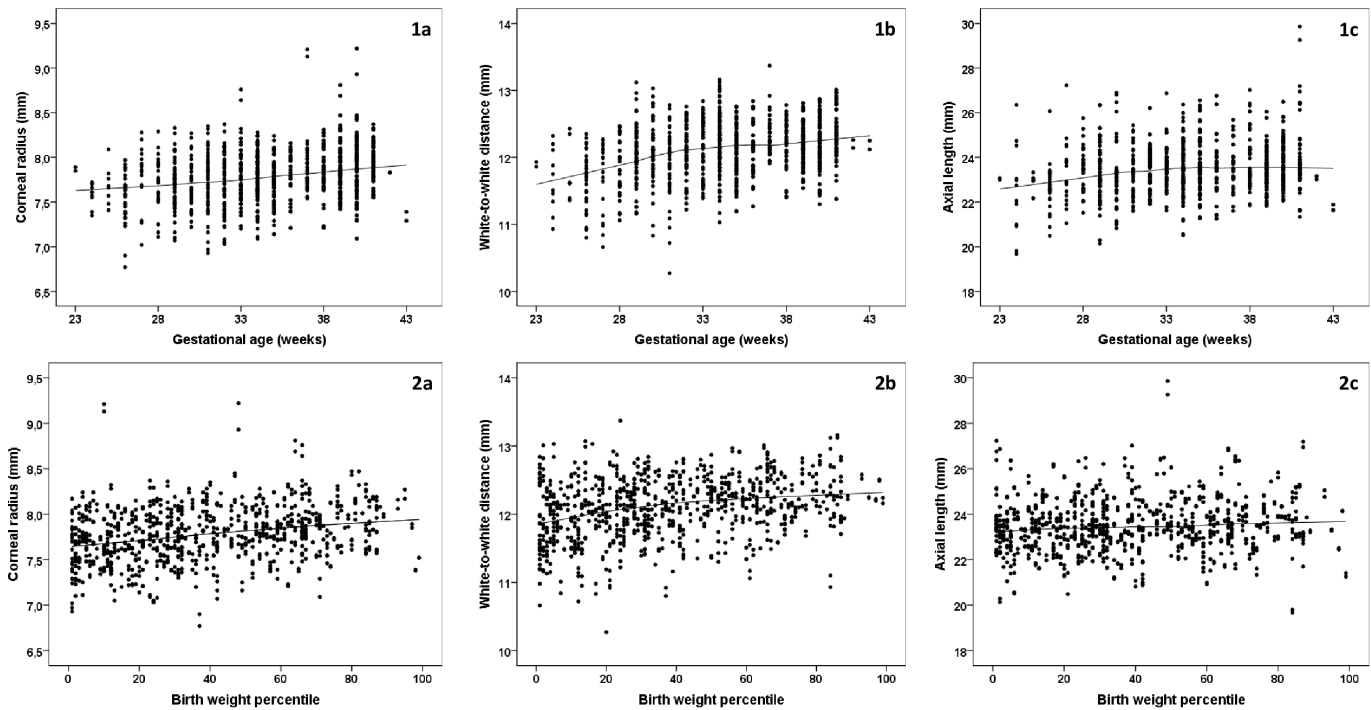 1a
9,5
9,0
8,5
8,0
7,5
7,0
6,5
Corneal radius (mm)
23 28 33 38 43
Gestational age (weeks)
1b
14
13
12
11
10
White-to-white distance (mm)
23 28 33 38 43
Gestational age (weeks)
1c
30
28
26
24
22
20
18
Axial length (mm)
23 28 33 38 43
Gestational age (weeks)
2a
9,5
9,0
8,5
8,0
7,5
7,0
6,5
Corneal radius (mm)
0 20 40 60 80 100
Birth weight percentile
2b
14
13
12
11
10
White-to-white distance (mm)
0 20 40 60 80 100
Birth weight percentile
2c
30
28
26
24
22
20
18
Axial length (mm)
0 20 40 60 80 100
Birth weight percentile